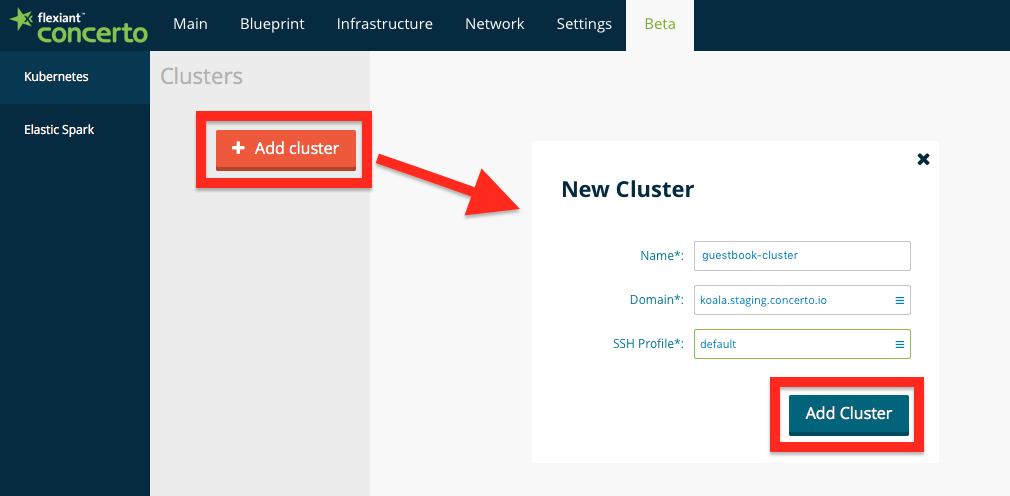 flexiant™
concerto
Main Blueprint Infrastructure Network Settings Beta
Kubernetes
Elastic Spark
Clusters
+ Add cluster
New Cluster
Name*: guestbook-cluster
Domain*: koala.staging.concerto.io
SSH Profile*: default
Add Cluster